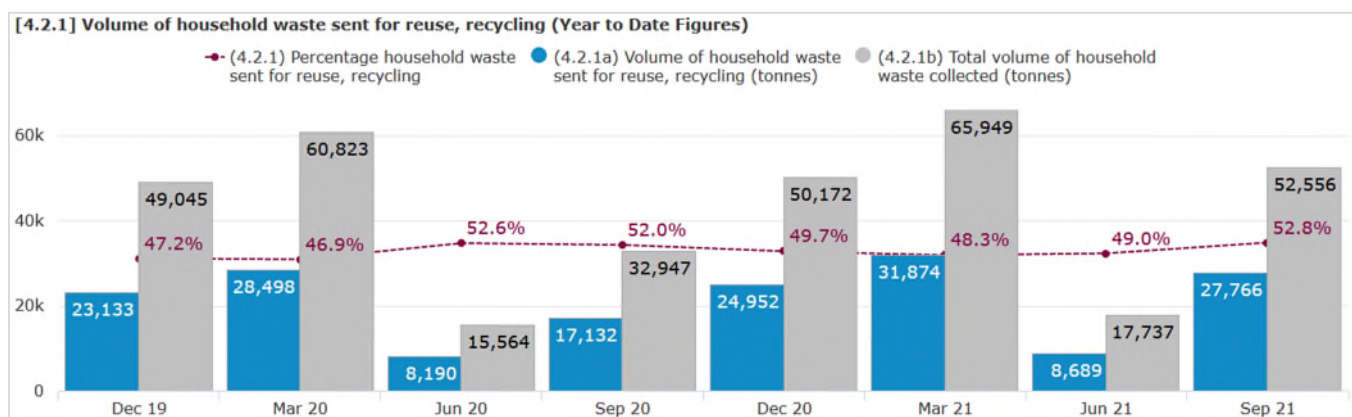 [4.2.1] Volume of household waste sent for reuse, recycling (Year to Date Figures)
(4.2.1) Percentage household waste sent for reuse, recycling
(4.2.1a) Volume of household waste sent for reuse, recycling (tonnes)
(4.2.1b) Total volume of household waste collected (tonnes)
60k
40k
20k
0
23,133
49,045
47.2%
28,498
60,823
46.9%
8,190
15,564
52.6%
17,132
32,947
52.0%
24,952
50,172
49.7%
31,874
65,949
48.3%
8,689
17,737
49.0%
27,766
52,556
52.8%
Dec 19
Mar 20
Jun 20
Sep 20
Dec 20
Mar 21
Jun 21
Sep 21